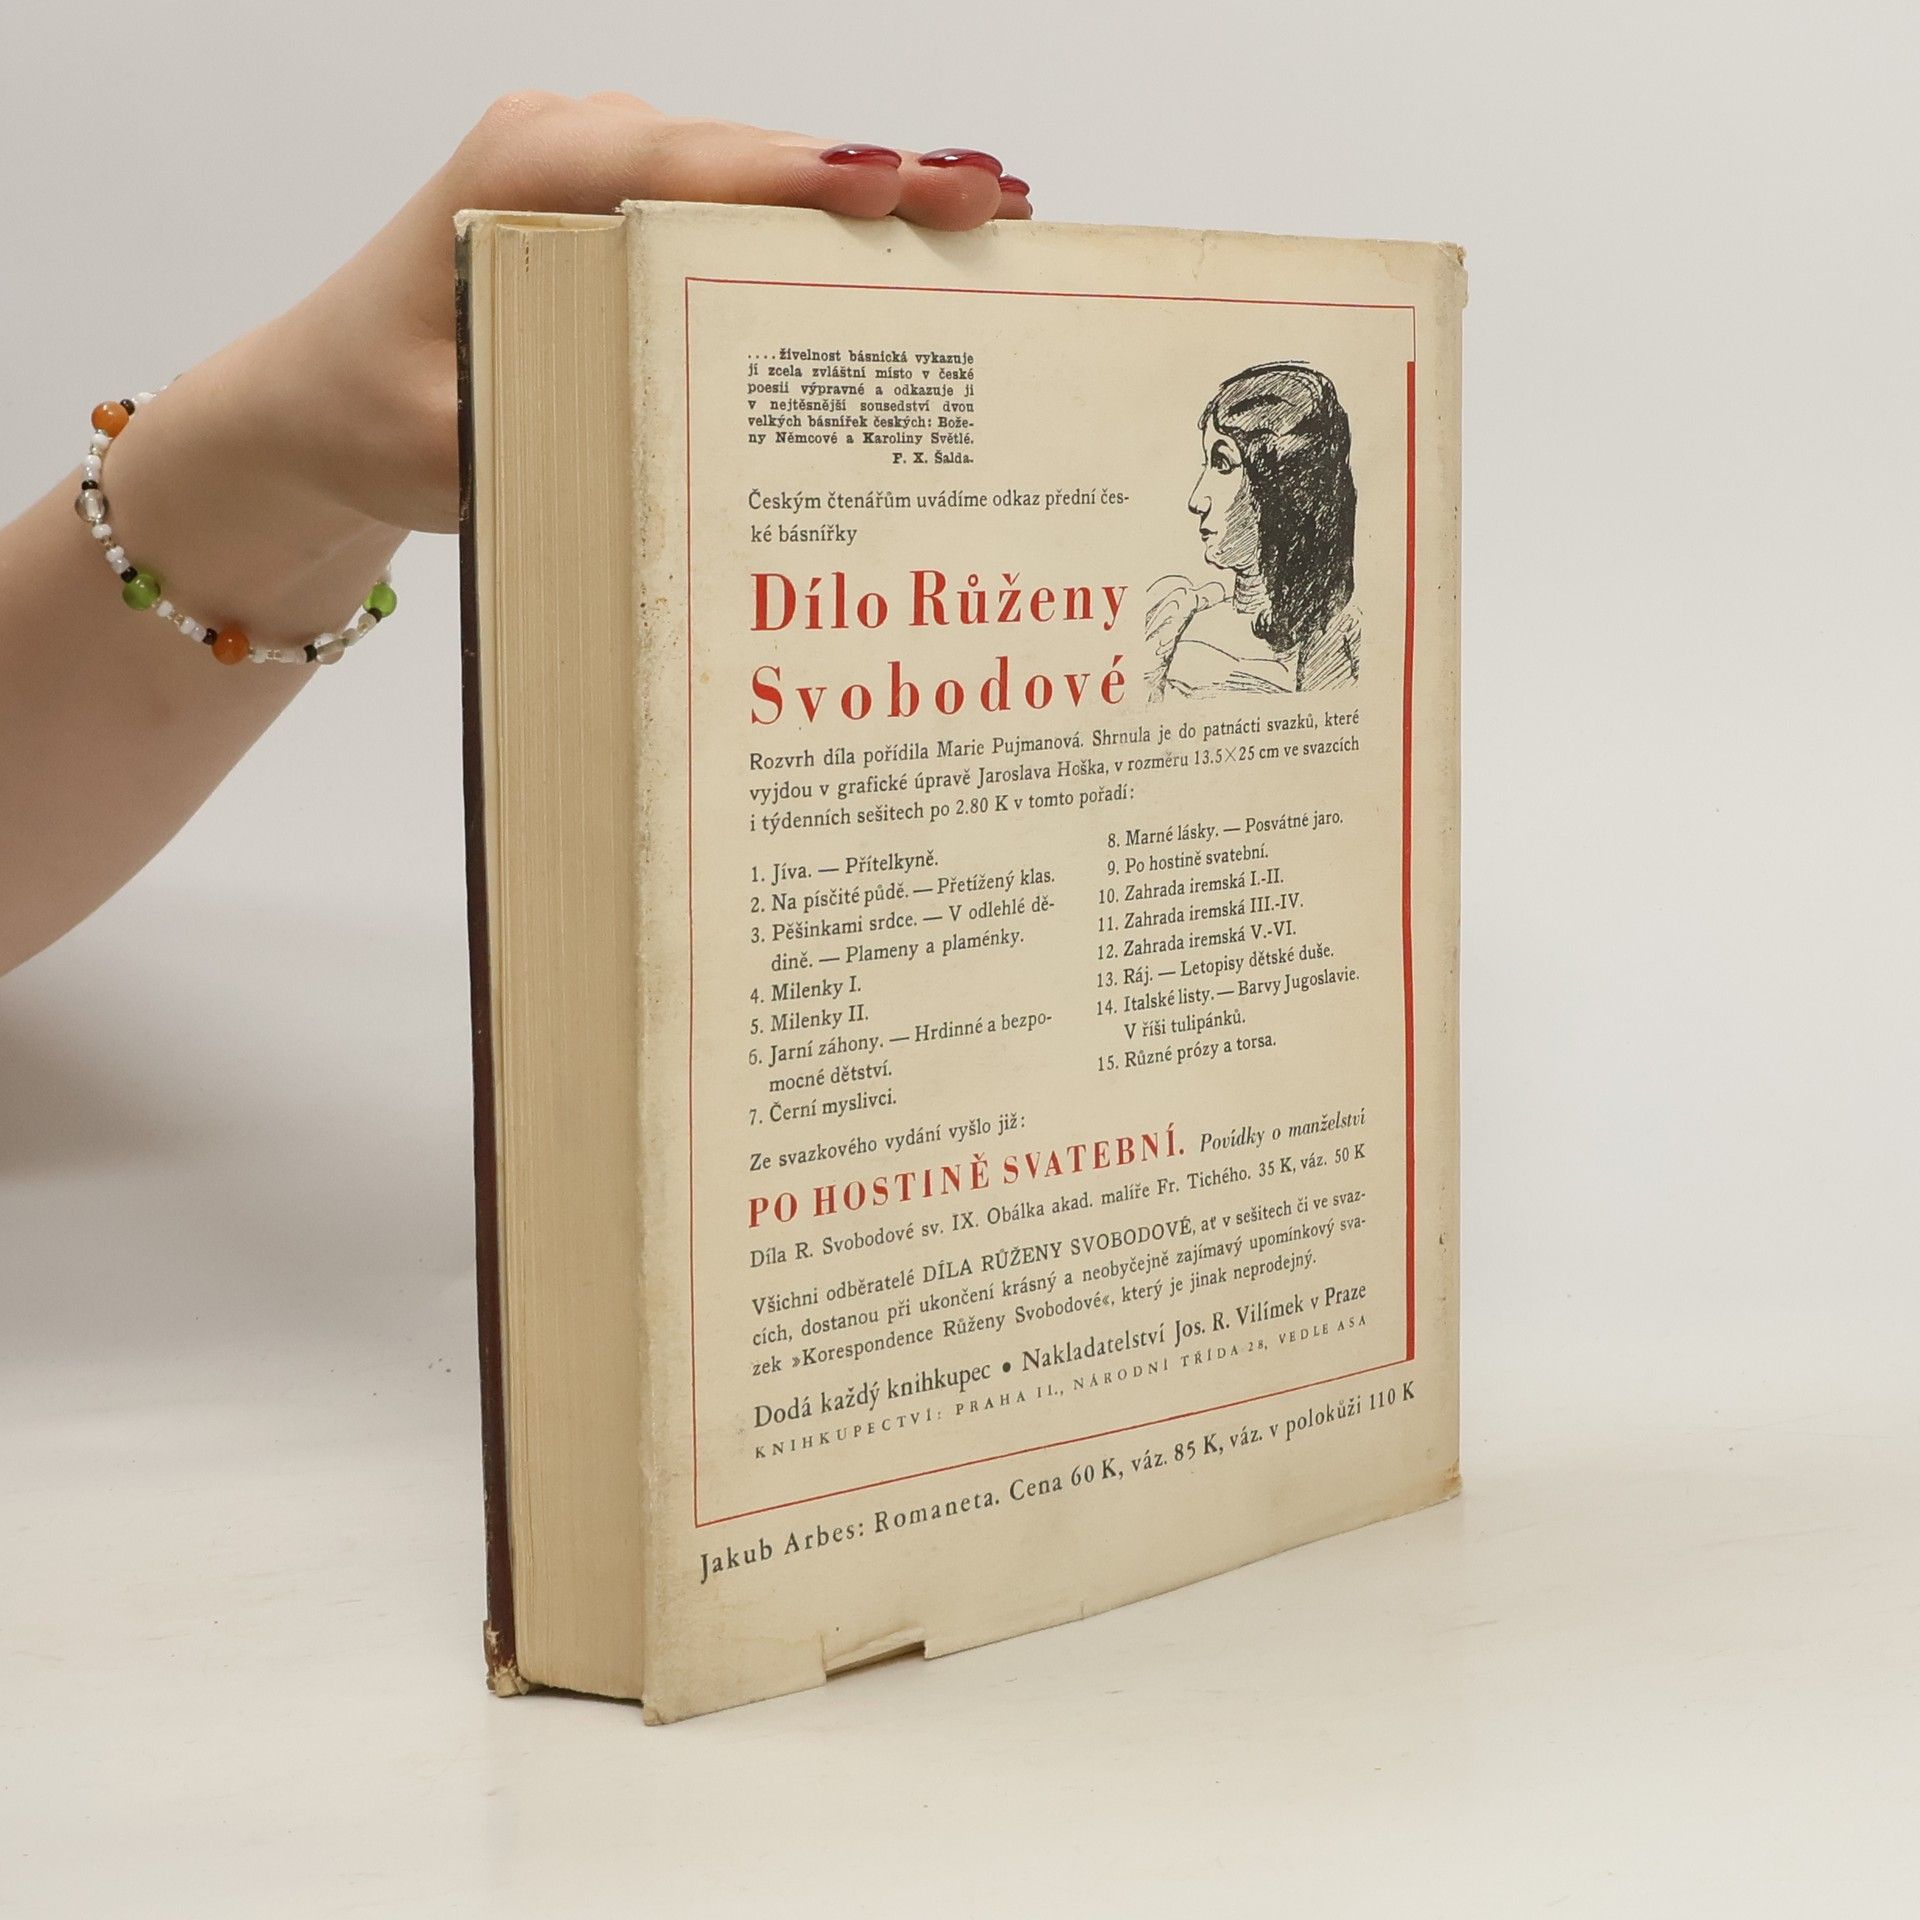 ....živelnost básnická vykazuje
jí zcela zvláštní místo v české
poesii výpravné a odkazuje ji
v nejtěsnější sousedství dvou
velkých básnířek českých: Bože-
ny Němcové a Karoliny Světlé.
F. X. Šalda.
Českým čtenářům uvádíme odkaz přední čes-
ké básnířky
Dílo Růženy
Svobodové
Rozvrh díla pořídila Marie Pujmanová. Shrnula je do patnácti svazků, které
vyjdou v grafické úpravě Jaroslava Hoška, v rozměru 13.5×25 cm ve svazcích
i týdenních sešitech po 2.80 K v tomto pořadí:
1. Jíva. — Přítelkyně.
2. Na písčité půdě. — Přetížený klas.
3. Pěšinkami srdce. — V odlehlé dě-
dině. — Plameny a plaménky.
4. Milenky I.
5. Milenky II.
6. Jarní záhony. — Hrdinné a bezpo-
mocné dětství.
7. Černí myslivci.
8. Marné lásky. — Posvátné jaro.
9. Po hostině svatební.
10. Zahrada iremská I.-II.
11. Zahrada iremská III.-IV.
12. Zahrada iremská V.-VI.
13. Ráj. — Letopisy dětské duše.
14. Italské listy. — Barvy Jugoslavie.
V říši tulipánků.
15. Různé prózy a torsa.
Ze svazkového vydání vyšlo již:
PO HOSTINĚ SVATEBNÍ. Povídky o manželství
Díla R. Svobodové sv. IX. Obálka akad. malíře Fr. Tichého. 35 K, váz. 50 K
Všichni odběratelé DÍLA RŮŽENY SVOBODOVÉ, ať v sešitech či ve svaz-
cích, dostanou při ukončení krásný a neobyčejně zajímavý upomínkový sva-
zek »Korespondence Růženy Svobodové«, který je jinak neprodejný.
Dodá každý knihkupec • Nakladatelství Jos. R. Vilímek v Praze
KNIHKUPECTVÍ: PRAHA II., NÁRODNÍ TŘÍDA 28, VEDLE ASA
Jakub Arbes: Romaneta. Cena 60 K, váz. 85 K, váz. v polokůži 110 K